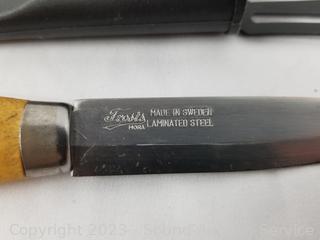 Frosts
MORA
MADE IN SWEDEN
LAMINATED STEEL
Copyright 2023 - Sound Auction Service